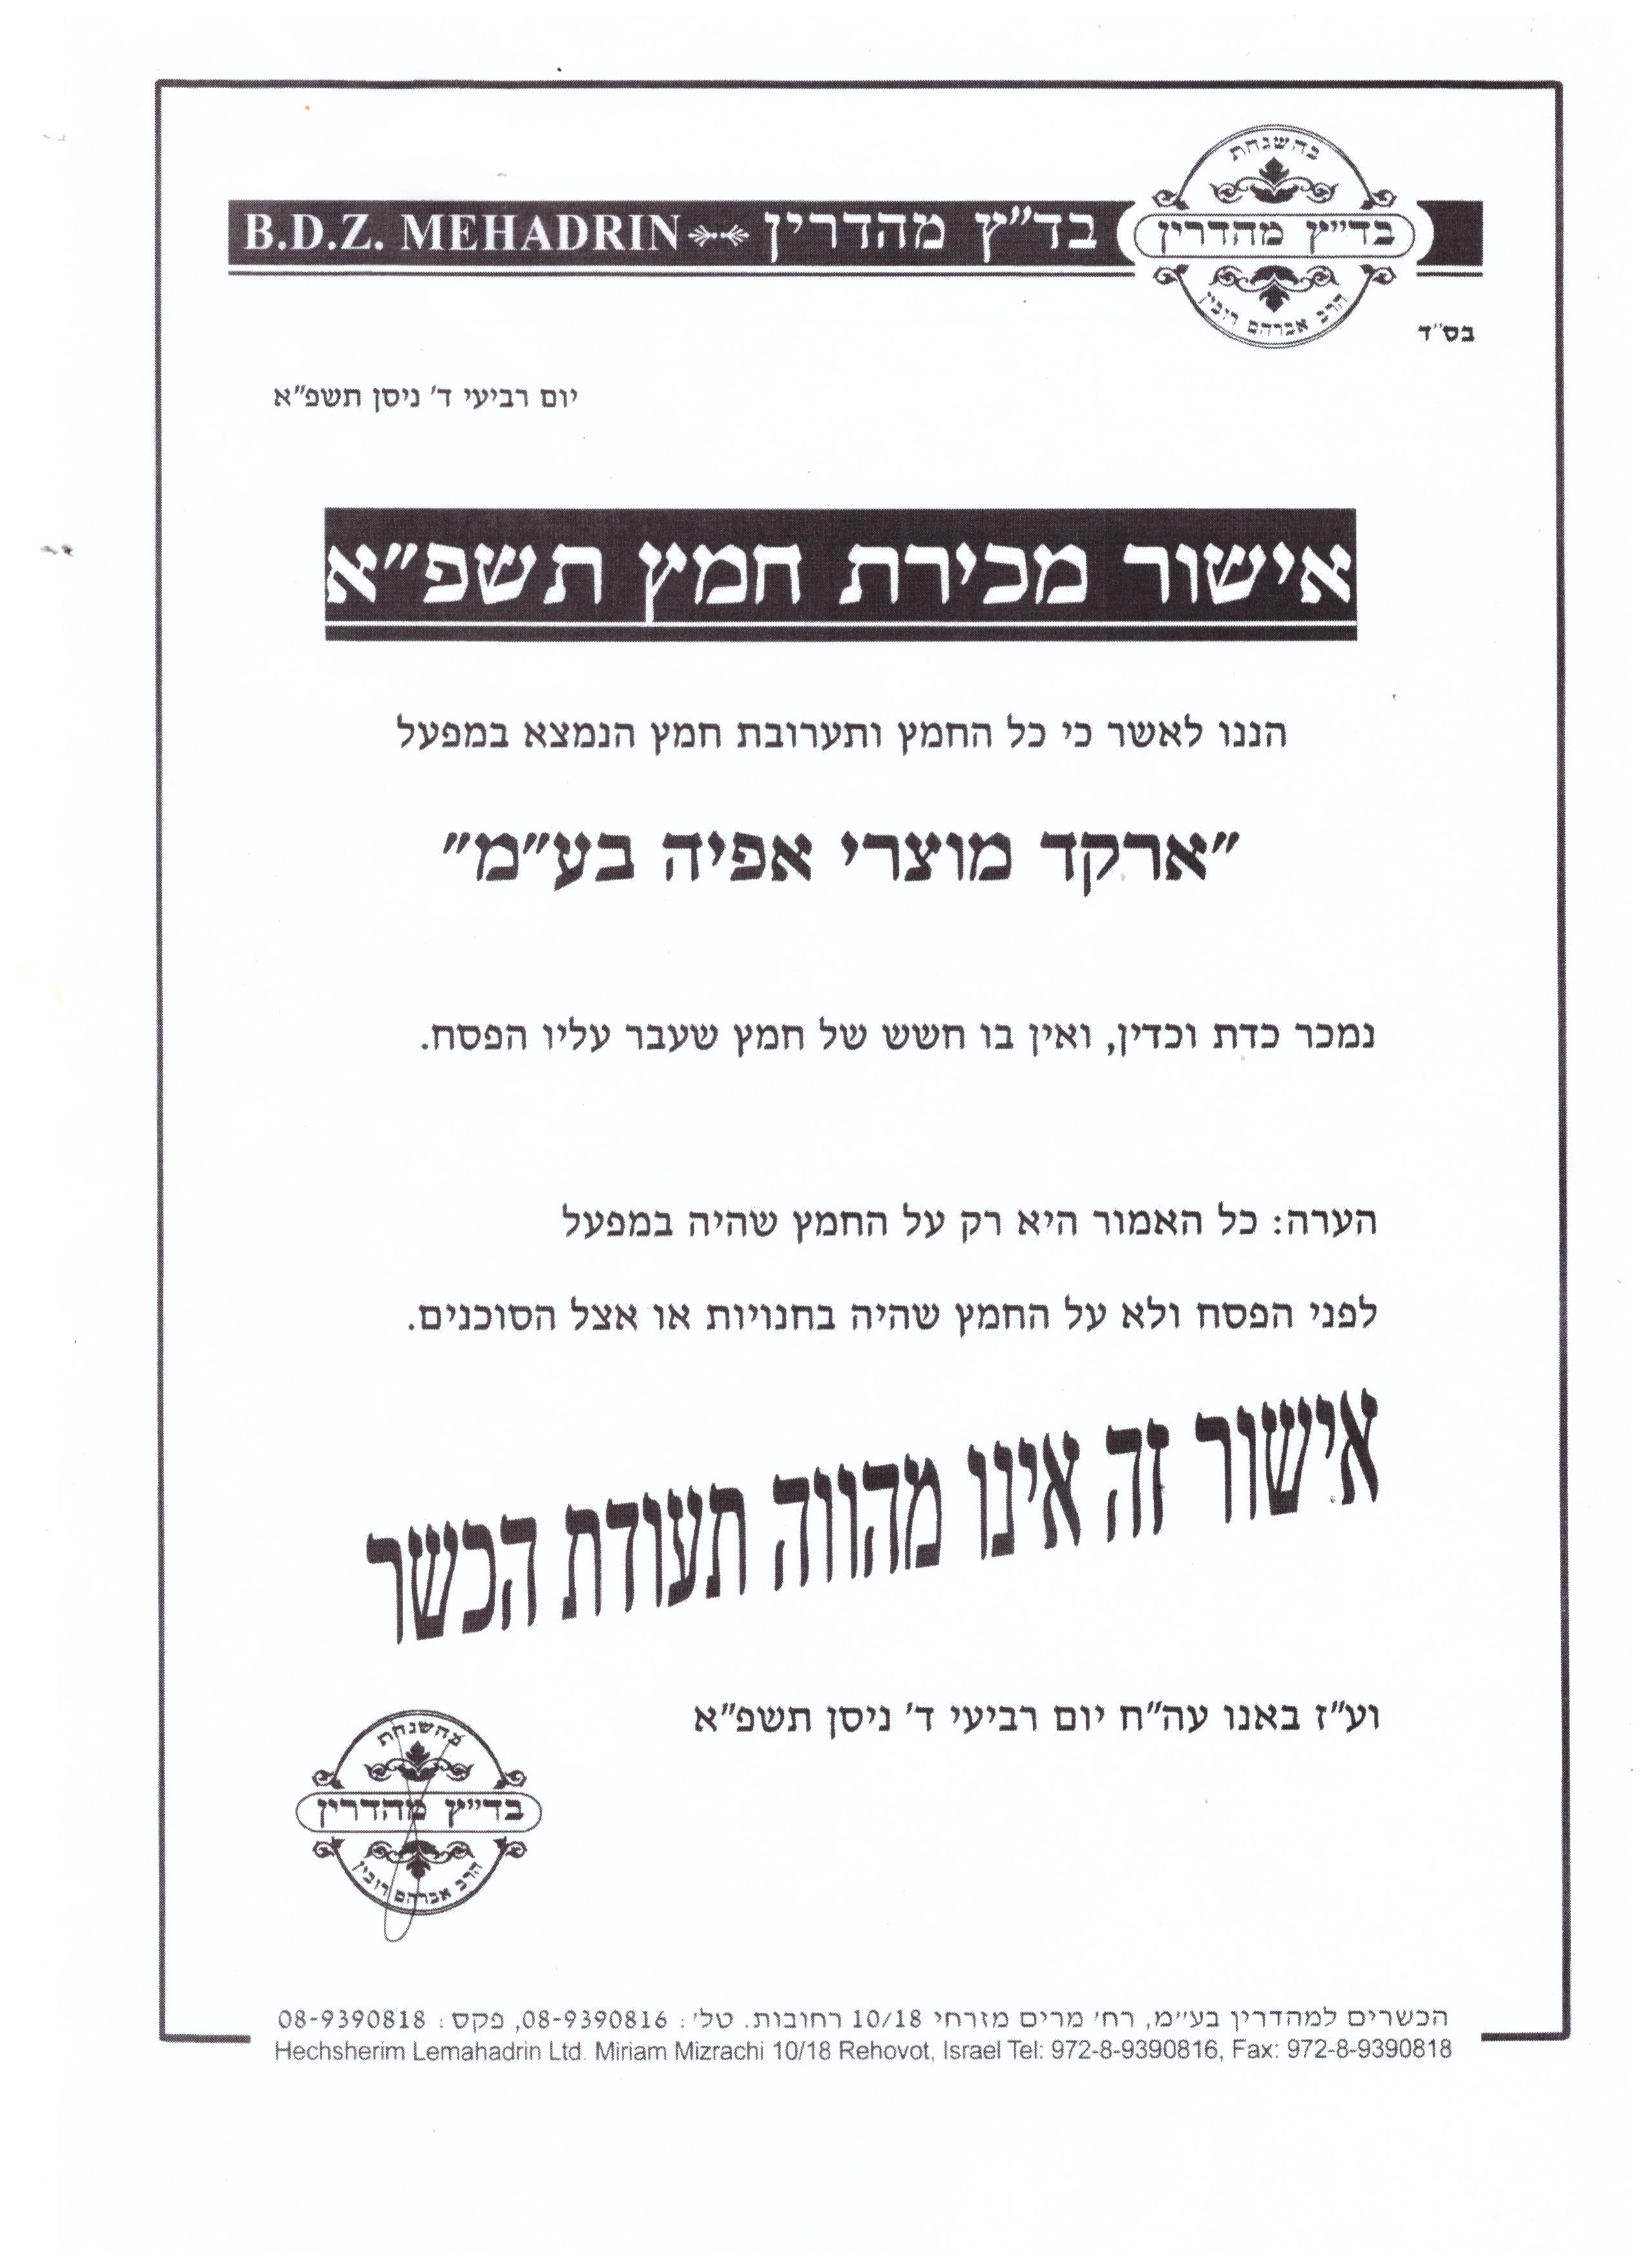 בהשגחת
בד"ץ מהדרין
הרב אברהם רובין
בד"ץ מהדרין B.D.Z. MEHADRIN
בס"ד
יום רביעי ד' ניסן תשפ"א
אישור מכירת חמץ תשפ"א
הננו לאשר כי כל החמץ ותערובת חמץ הנמצא במפעל
"ארקד מוצרי אפיה בע"מ"
נמכר כדת וכדין, ואין בו חשש של חמץ שעבר עליו הפסח.
הערה: כל האמור היא רק על החמץ שהיה במפעל
לפני הפסח ולא על החמץ שהיה בחנויות או אצל הסוכנים.
אישור זה אינו מהווה תעודת הכשר
וע"ז באנו עה"ח יום רביעי ד' ניסן תשפ"א
בהשגחת
בד"ץ מהדרין
הרב אברהם רובין
הכשרים למהדרין בע"מ, רח' מרים מזרחי 10/18 רחובות. טל': 08-9390816, פקס: 08-9390818
Hechsherim Lemahadrin Ltd. Miriam Mizrachi 10/18 Rehovot, Israel Tel: 972-8-9390816, Fax: 972-8-9390818